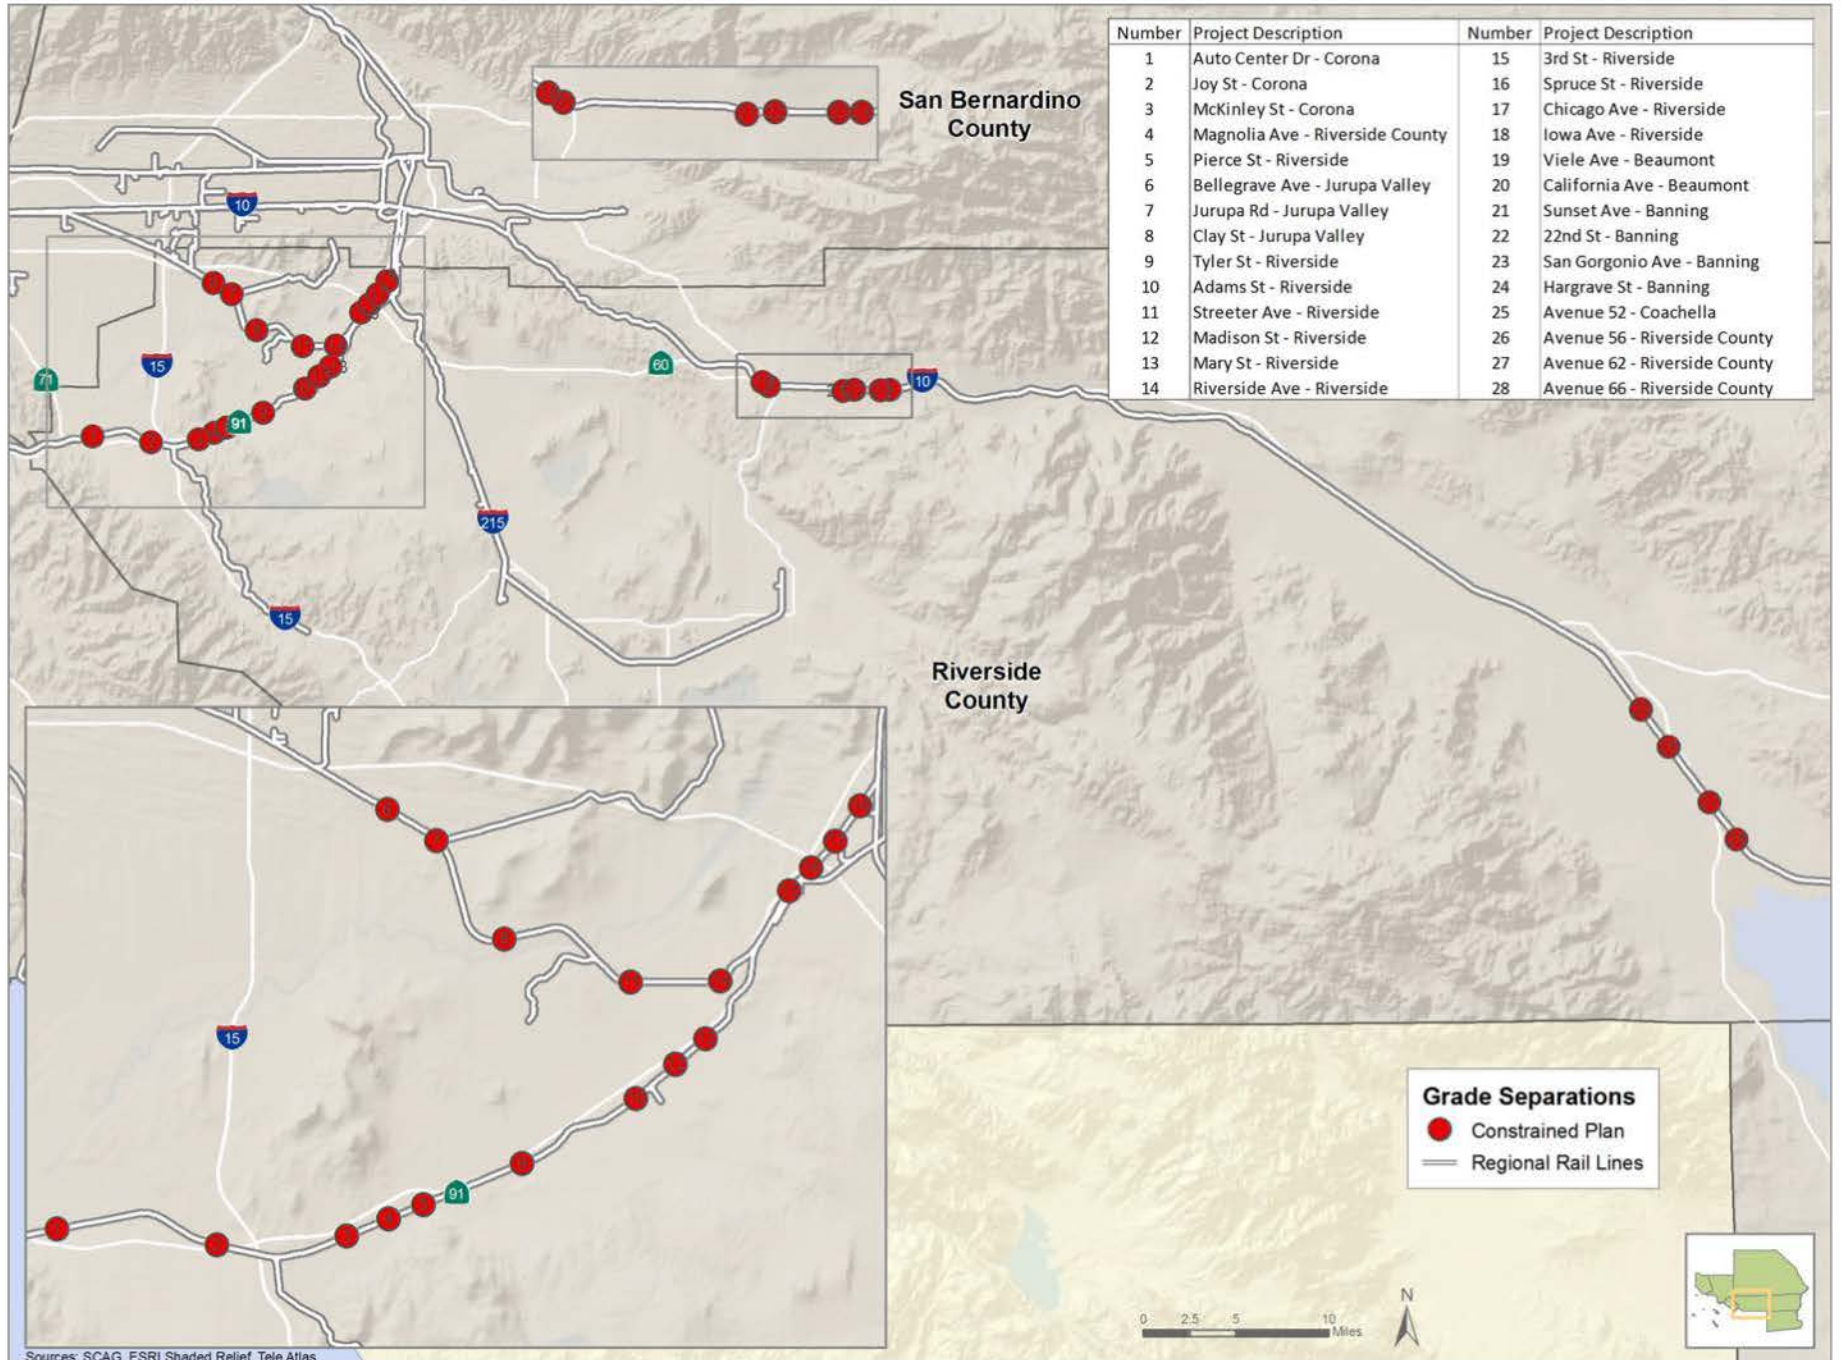 Number Project Description Number Project Description
1 Auto Center Dr - Corona 15 3rd St - Riverside
2 Joy St - Corona 16 Spruce St - Riverside
3 McKinley St - Corona 17 Chicago Ave - Riverside
4 Magnolia Ave - Riverside County 18 Iowa Ave - Riverside
5 Pierce St - Riverside 19 Viele Ave - Beaumont
6 Bellegrave Ave - Jurupa Valley 20 California Ave - Beaumont
7 Jurupa Rd - Jurupa Valley 21 Sunset Ave - Banning
8 Clay St - Jurupa Valley 22 22nd St - Banning
9 Tyler St - Riverside 23 San Gorgonio Ave - Banning
10 Adams St - Riverside 24 Hargrave St - Banning
11 Streeter Ave - Riverside 25 Avenue 52 - Coachella
12 Madison St - Riverside 26 Avenue 56 - Riverside County
13 Mary St - Riverside 27 Avenue 62 - Riverside County
14 Riverside Ave - Riverside 28 Avenue 66 - Riverside County
San Bernardino
County
10
15
71
60
10
91
215
15
Riverside
County
15
91
Grade Separations
Constrained Plan
Regional Rail Lines
N
0 2.5 5 10
Miles
Sources: SCAG, ESRI Shaded Relief, Tele Atlas